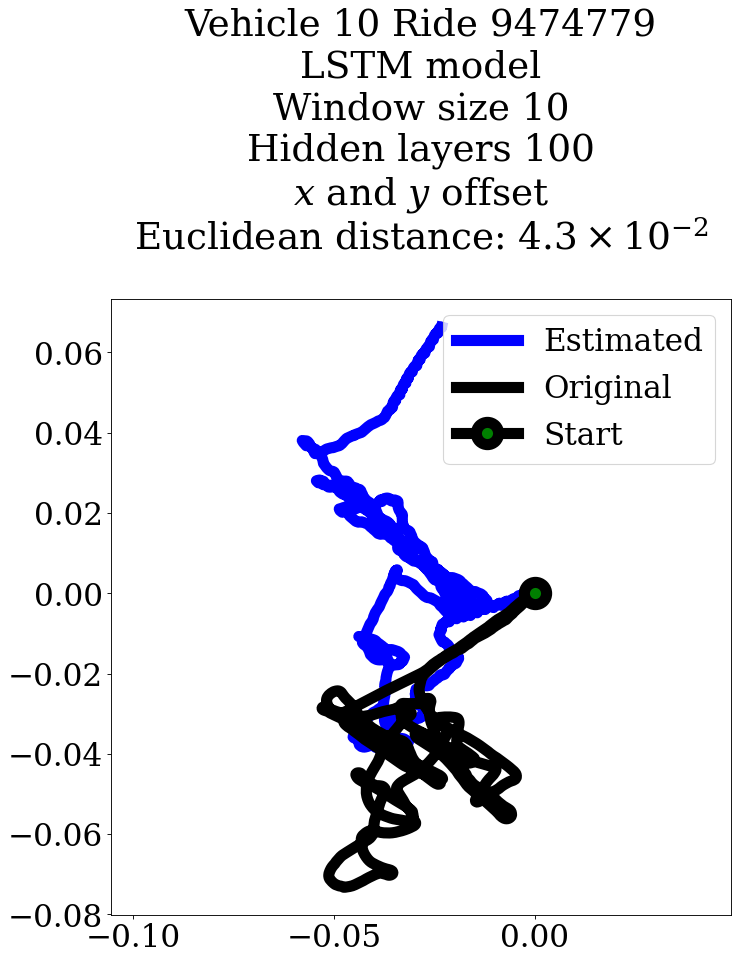 Vehicle 10 Ride 9474779
LSTM model
Window size 10
Hidden layers 100
x and y offset
Euclidean distance: 4.3 × 10⁻²
Estimated
Original
Start
0.06
0.04
0.02
0.00
−0.02
−0.04
−0.06
−0.08
−0.10 −0.05 0.00